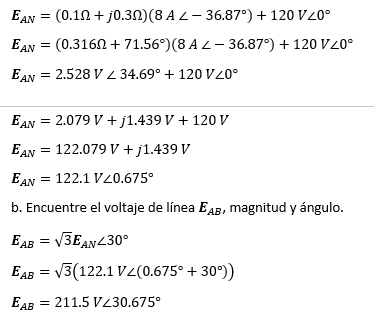 E_AN = (0.1Ω + j0.3Ω)(8 A ∠ − 36.87°) + 120 V∠0°
E_AN = (0.316Ω + 71.56°)(8 A ∠ − 36.87°) + 120 V∠0°
E_AN = 2.528 V ∠ 34.69° + 120 V∠0°
E_AN = 2.079 V + j1.439 V + 120 V
E_AN = 122.079 V + j1.439 V
E_AN = 122.1 V∠0.675°
b. Encuentre el voltaje de línea E_AB, magnitud y ángulo.
E_AB = √3E_AN∠30°
E_AB = √3(122.1 V∠(0.675° + 30°))
E_AB = 211.5 V∠30.675°